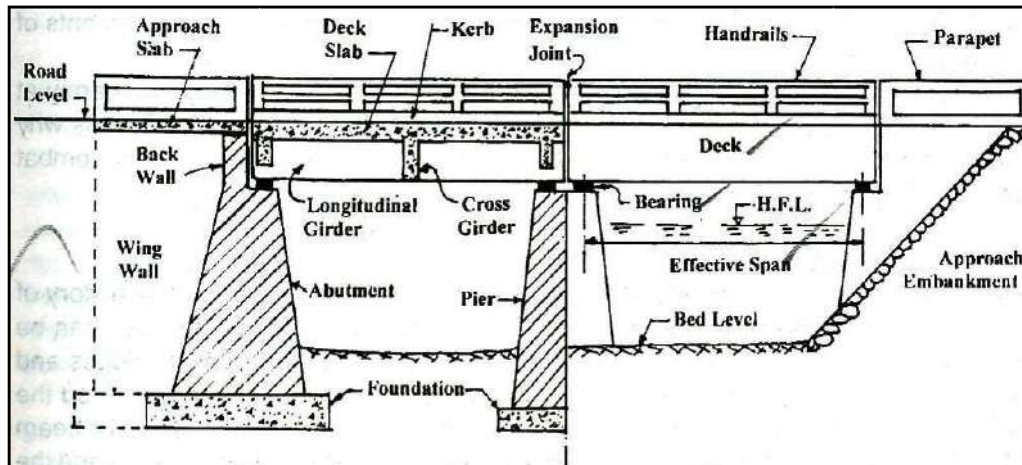 Approach
Slab
Deck
Slab
Kerb
Expansion
Joint
Handrails
Parapet
Road
Level
Back
Wall
Deck
Longitudinal
Girder
Cross
Girder
Bearing
H.F.L.
Wing
Wall
Effective Span
Approach
Embankment
Abutment
Pier
Bed Level
Foundation